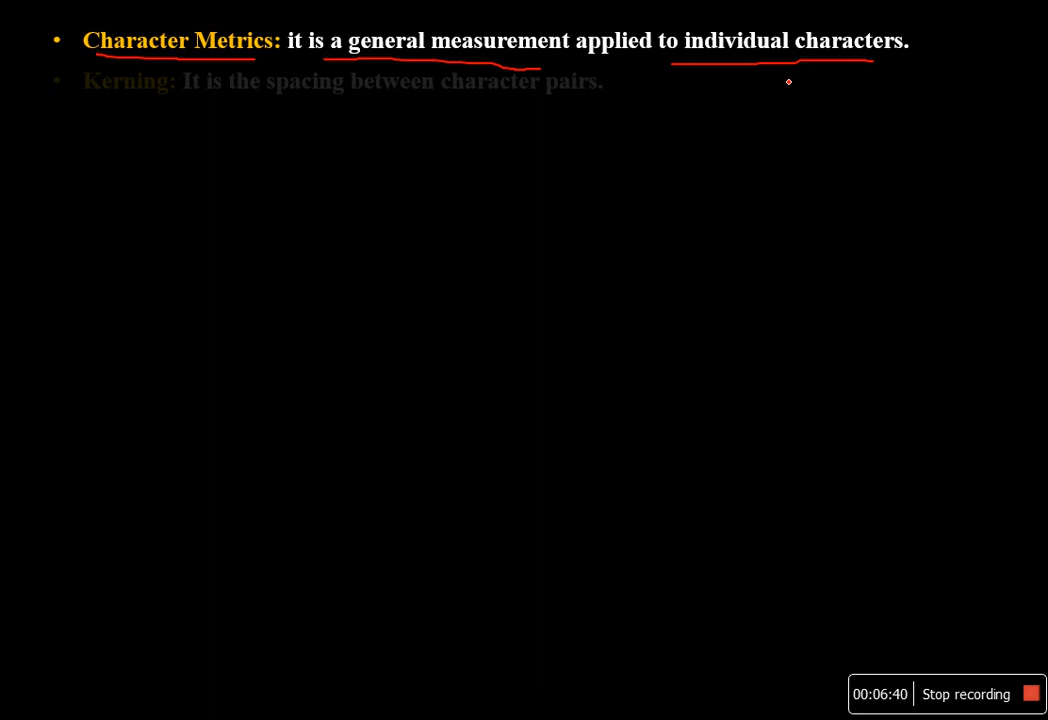 • Character Metrics: it is a general measurement applied to individual characters.
• Kerning: It is the spacing between character pairs.
00:06:40 Stop recording